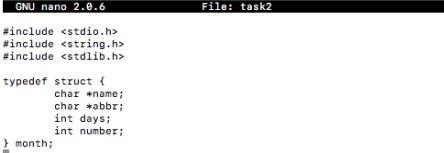 GNU nano 2.0.6 File: task2
#include <stdio.h>
#include <string.h>
#include <stdlib.h>
typedef struct {
char *name;
char *abbr;
int days;
int number;
} month;